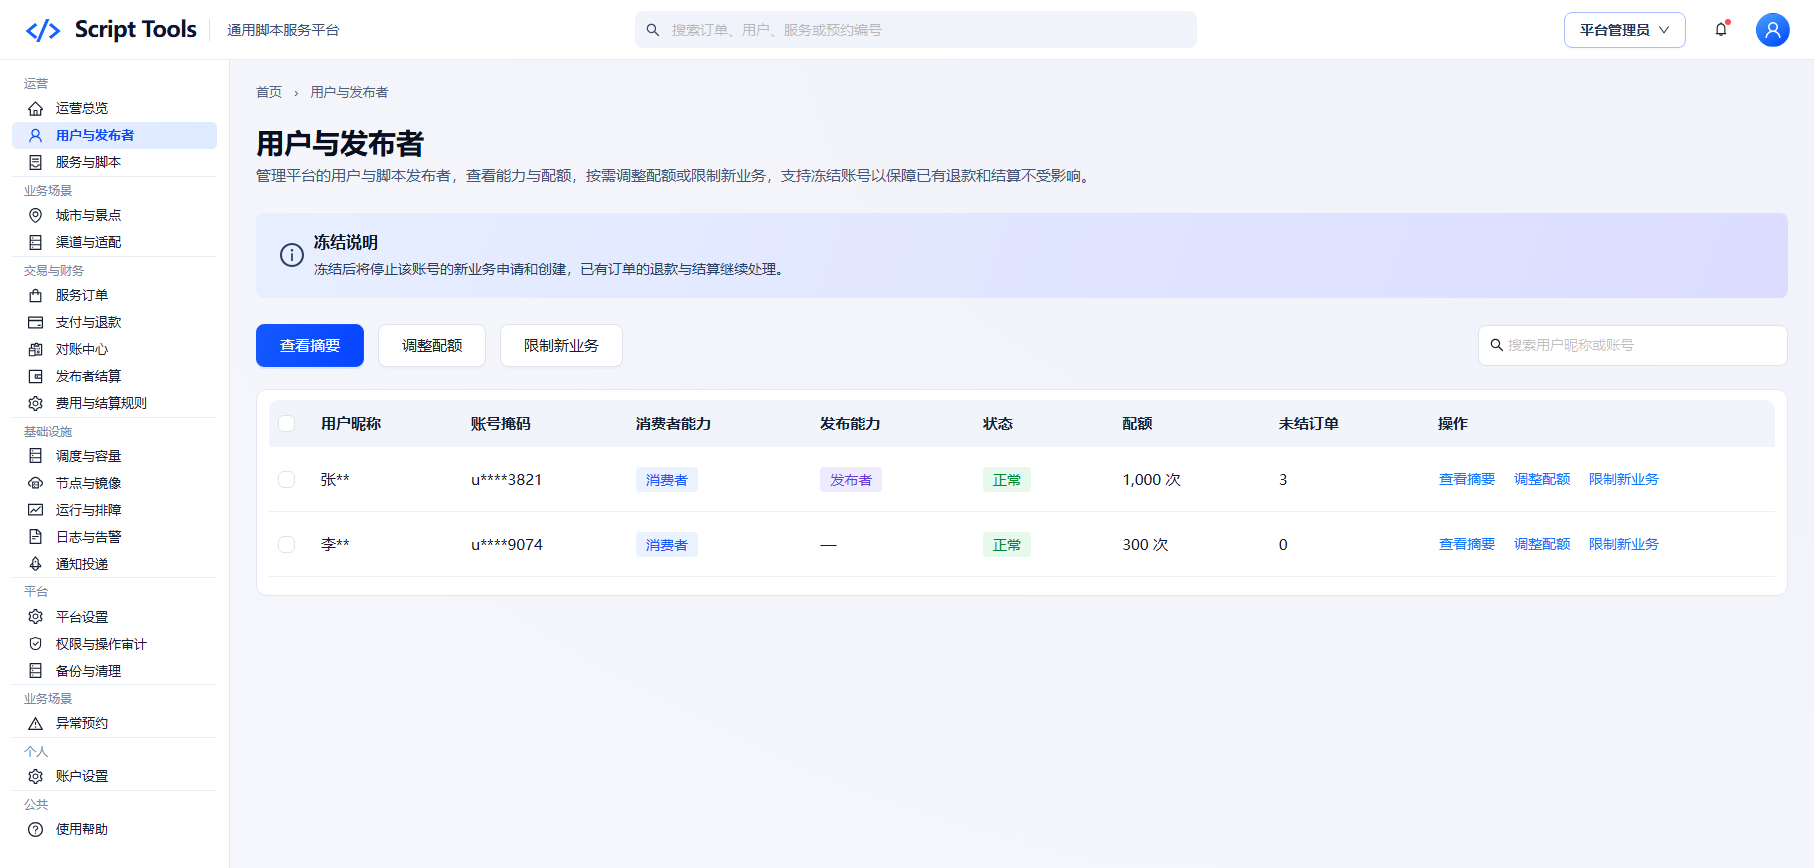 Script Tools
通用脚本服务平台
搜索订单、用户、服务或预约编号
平台管理员
运营
运营总览
用户与发布者
服务与脚本
业务场景
城市与景点
渠道与适配
交易与财务
服务订单
支付与退款
对账中心
发布者结算
费用与结算规则
基础设施
调度与容量
节点与镜像
运行与排障
日志与告警
通知投递
平台
平台设置
权限与操作审计
备份与清理
业务场景
异常预约
个人
账户设置
公共
使用帮助
首页 › 用户与发布者
用户与发布者
管理平台的用户与脚本发布者，查看能力与配额，按需调整配额或限制新业务，支持冻结账号以保障已有退款和结算不受影响。
冻结说明
冻结后将停止该账号的新业务申请和创建，已有订单的退款与结算继续处理。
查看摘要 调整配额 限制新业务
搜索用户昵称或账号
用户昵称 账号掩码 消费者能力 发布能力 状态 配额 未结订单 操作
张** u****3821 消费者 发布者 正常 1,000 次 3 查看摘要 调整配额 限制新业务
李** u****9074 消费者 — 正常 300 次 0 查看摘要 调整配额 限制新业务